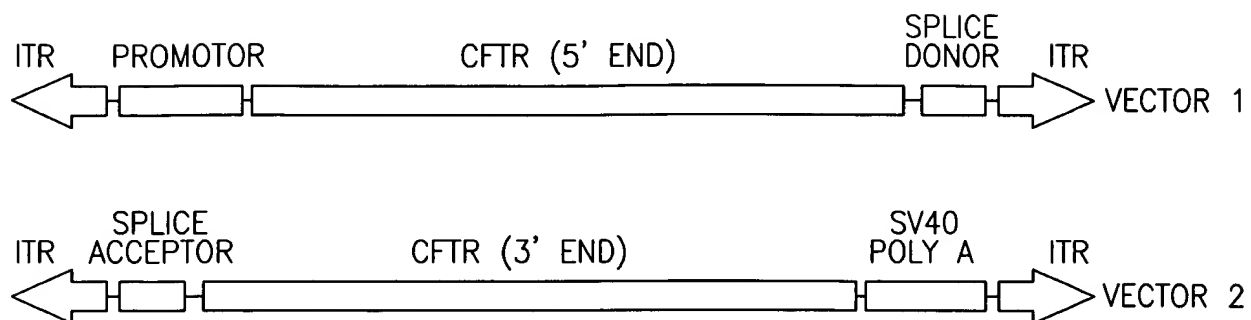 ITR PROMOTOR CFTR (5' END) SPLICE DONOR ITR
VECTOR 1
ITR SPLICE ACCEPTOR CFTR (3' END) SV40 POLY A ITR
VECTOR 2